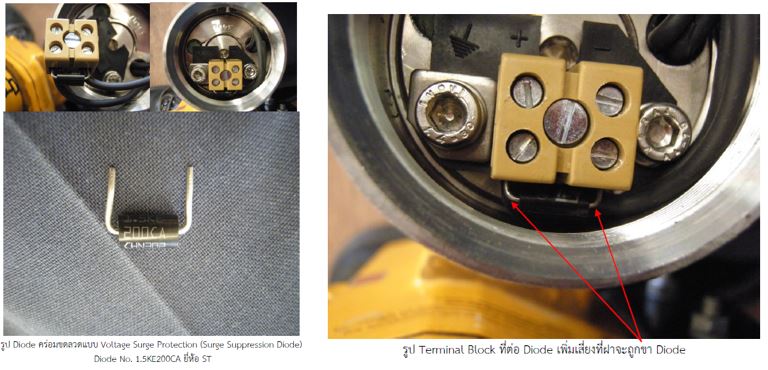 1.5KE
200CA
รูป Diode คร่อมขดลวดแบบ Voltage Surge Protection (Surge Suppression Diode)
Diode No. 1.5KE200CA ยี่ห้อ ST
+
-
รูป Terminal Block ที่ต่อ Diode เพิ่มเสี่ยงที่ฝาจะถูกขา Diode